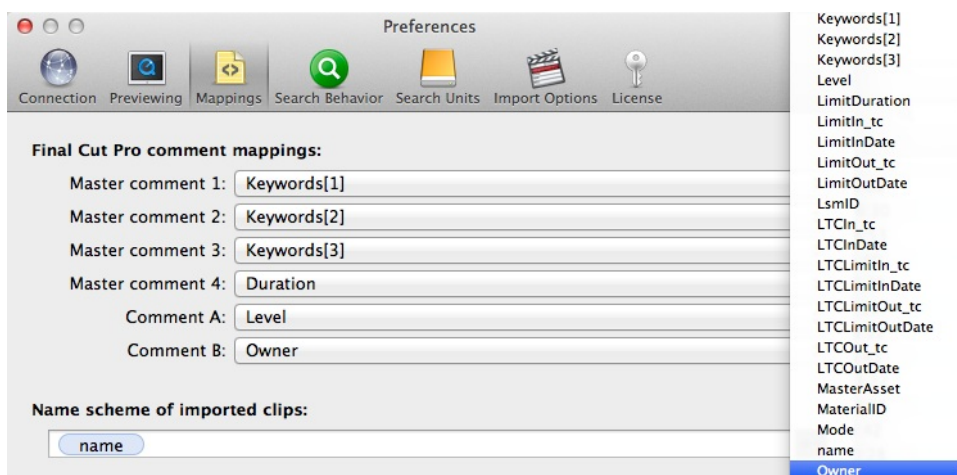 Preferences
Connection Previewing Mappings Search Behavior Search Units Import Options License
Final Cut Pro comment mappings:
Master comment 1: Keywords[1]
Master comment 2: Keywords[2]
Master comment 3: Keywords[3]
Master comment 4: Duration
Comment A: Level
Comment B: Owner
Name scheme of imported clips:
name
Keywords[1]
Keywords[2]
Keywords[3]
Level
LimitDuration
LimitIn_tc
LimitInDate
LimitOut_tc
LimitOutDate
LsmID
LTCIn_tc
LTCInDate
LTCLimitIn_tc
LTCLimitInDate
LTCLimitOut_tc
LTCLimitOutDate
LTCOut_tc
LTCOutDate
MasterAsset
MaterialID
Mode
name
Owner